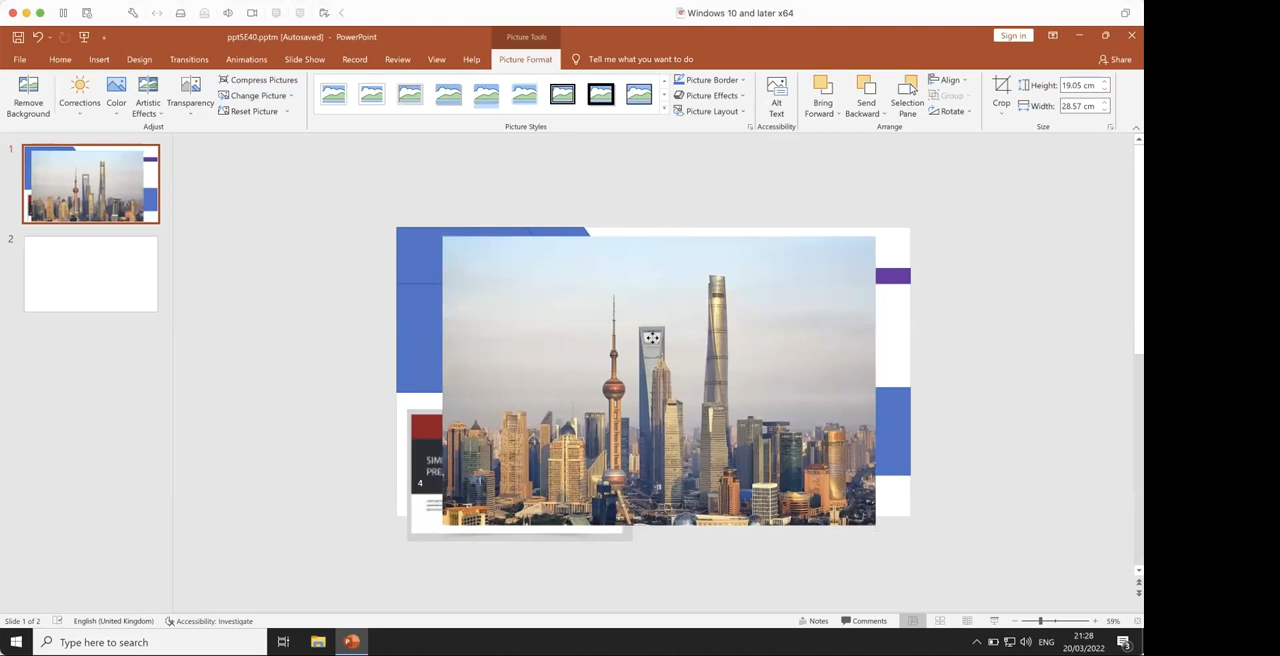 Windows 10 and later x64
ppt5E40.pptm [Autosaved] - PowerPoint
Picture Tools
Sign in
File Home Insert Design Transitions Animations Slide Show Record Review View Help Picture Format Tell me what you want to do Share
Remove Background
Corrections
Color
Artistic Effects
Transparency
Compress Pictures
Change Picture
Reset Picture
Adjust
Picture Styles
Picture Border
Picture Effects
Picture Layout
Alt Text
Accessibility
Bring Forward
Send Backward
Selection Pane
Align
Group
Rotate
Arrange
Crop
Height: 19.05 cm
Width: 28.57 cm
Size
1
2
4
Slide 1 of 2
English (United Kingdom)
Accessibility: Investigate
Notes
Comments
59%
Type here to search
ENG
21:28
20/03/2022
3